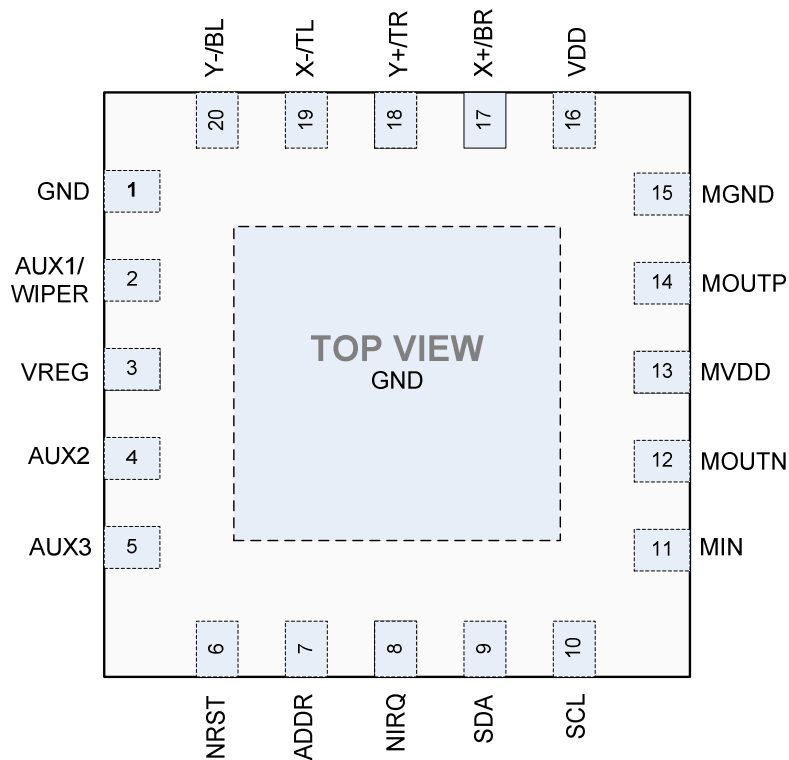 Y-/BL
X-/TL
Y+/TR
X+/BR
VDD
20
19
18
17
16
GND
1
15
MGND
AUX1/
WIPER
2
14
MOUTP
TOP VIEW
GND
VREG
3
13
MVDD
AUX2
4
12
MOUTN
AUX3
5
11
MIN
6
7
8
9
10
NRST
ADDR
NIRQ
SDA
SCL